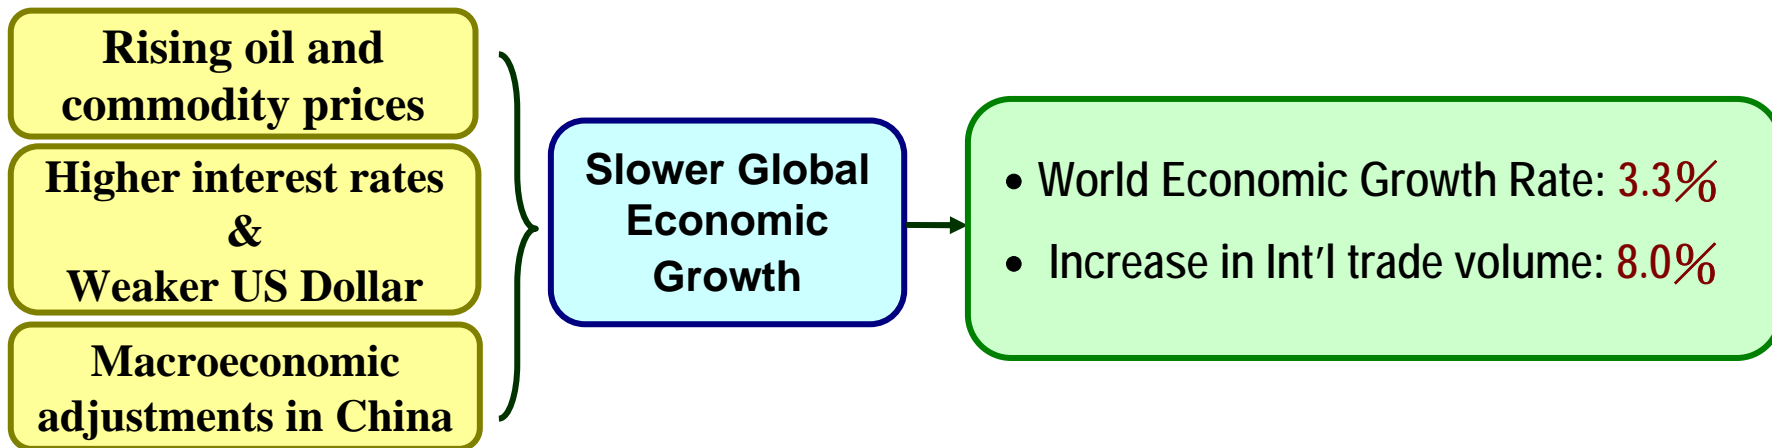 Rising oil and
commodity prices
Higher interest rates
&
Weaker US Dollar
Macroeconomic
adjustments in China
Slower Global
Economic
Growth
• World Economic Growth Rate: 3.3%
• Increase in Int'l trade volume: 8.0%